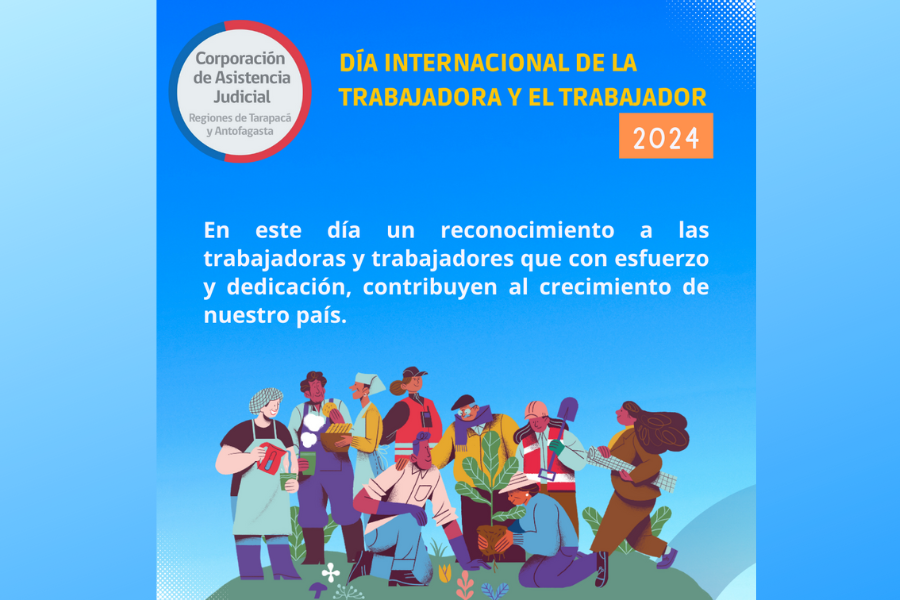 Corporación
de Asistencia
Judicial
Regiones de Tarapacá
y Antofagasta
DÍA INTERNACIONAL DE LA
TRABAJADORA Y EL TRABAJADOR
2024
En este día un reconocimiento a las
trabajadoras y trabajadores que con esfuerzo
y dedicación, contribuyen al crecimiento de
nuestro país.